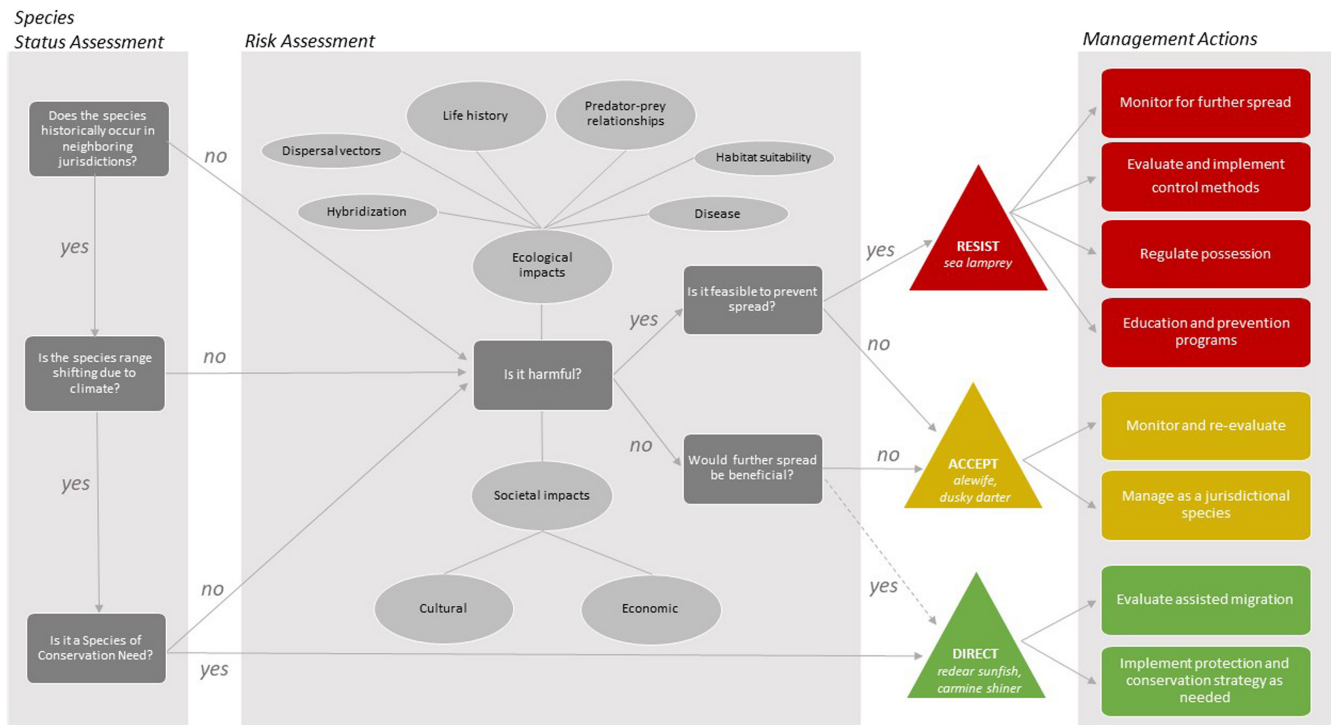 Species
Status Assessment
Risk Assessment
Management Actions
Does the species
historically occur in
neighboring
jurisdictions?
no
yes
Is the species range
shifting due to
climate?
no
yes
Is it a Species of
Conservation Need?
no
yes
Life history
Predator-prey
relationships
Dispersal vectors
Habitat suitability
Hybridization
Disease
Ecological
impacts
Is it harmful?
yes
no
Societal impacts
Cultural
Economic
Is it feasible to prevent
spread?
yes
no
Would further spread
be beneficial?
no
yes
RESIST
sea lamprey
ACCEPT
alewife,
dusky darter
DIRECT
redear sunfish,
carmine shiner
Monitor for further spread
Evaluate and implement
control methods
Regulate possession
Education and prevention
programs
Monitor and re-evaluate
Manage as a jurisdictional
species
Evaluate assisted migration
Implement protection and
conservation strategy as
needed